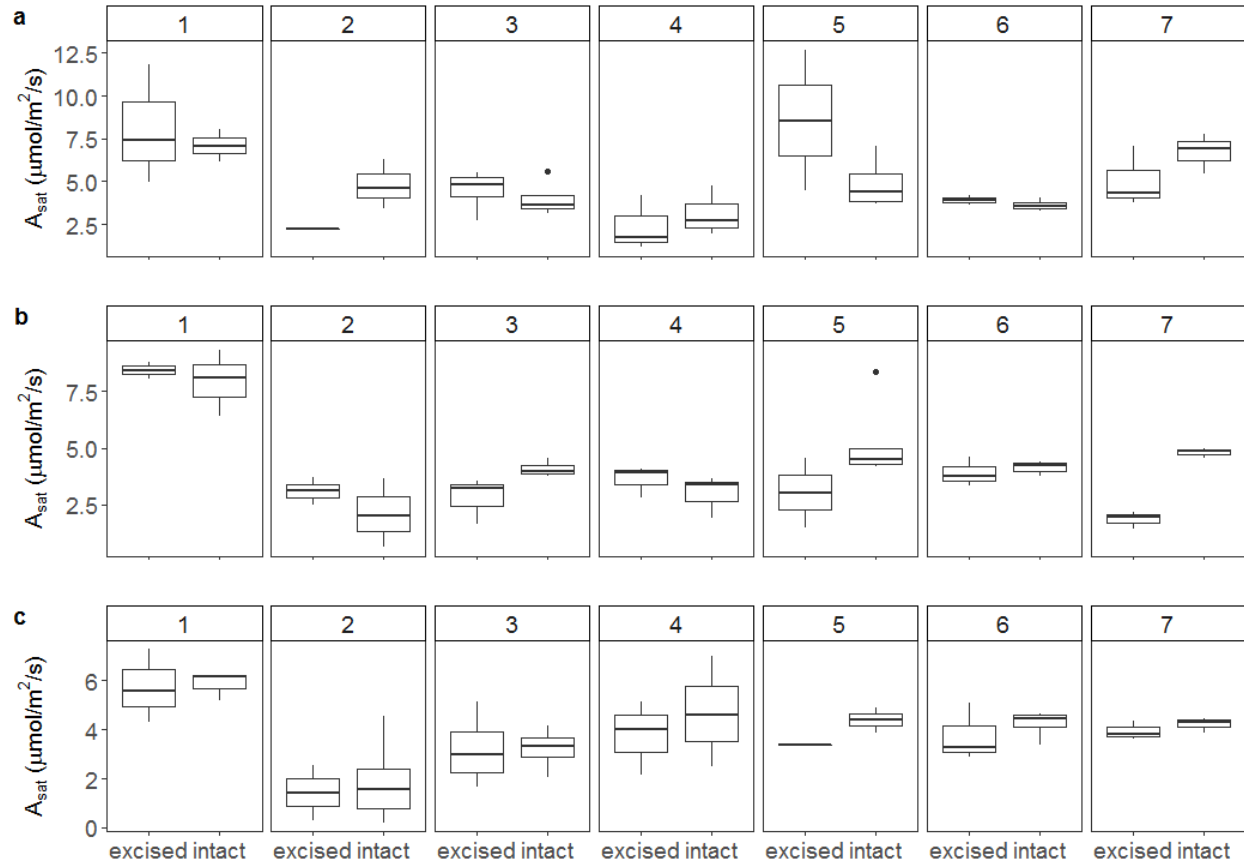 a
1 2 3 4 5 6 7
12.5
10.0
7.5
5.0
2.5
A_sat (μmol/m²/s)
b
1 2 3 4 5 6 7
7.5
5.0
2.5
A_sat (μmol/m²/s)
c
1 2 3 4 5 6 7
6
4
2
0
A_sat (μmol/m²/s)
excised intact excised intact excised intact excised intact excised intact excised intact excised intact